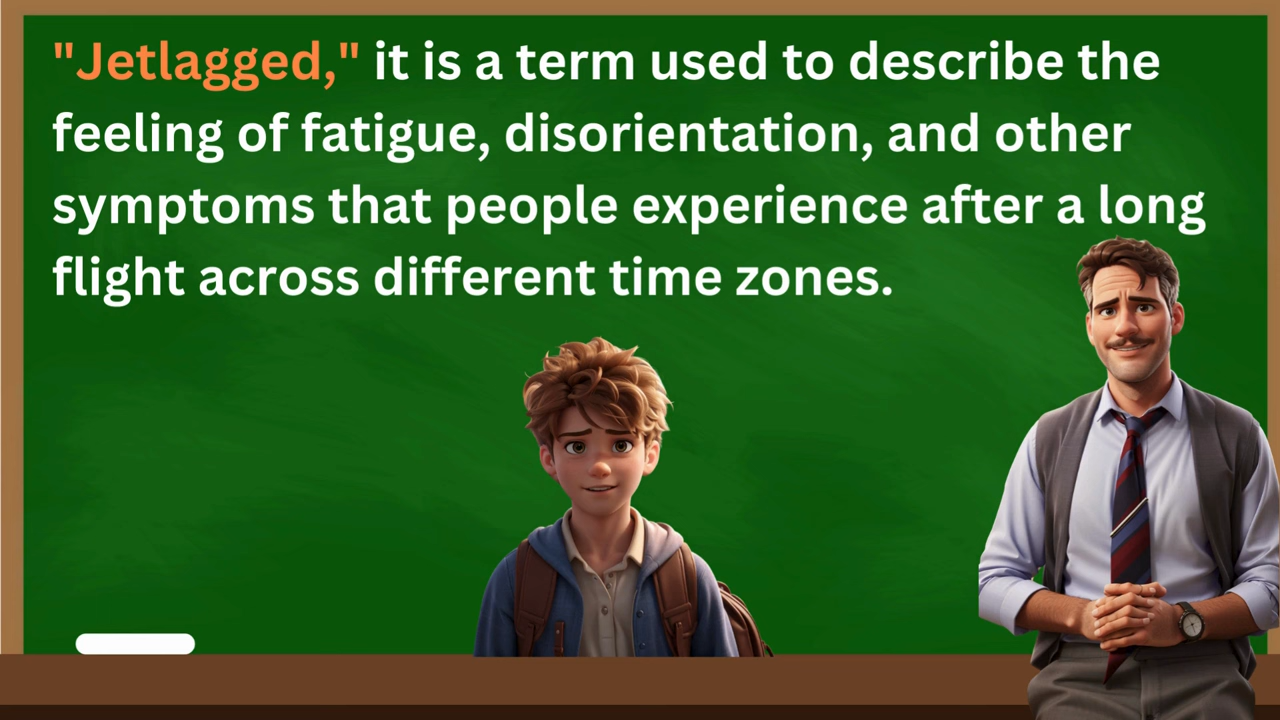 "Jetlagged," it is a term used to describe the
feeling of fatigue, disorientation, and other
symptoms that people experience after a long
flight across different time zones.